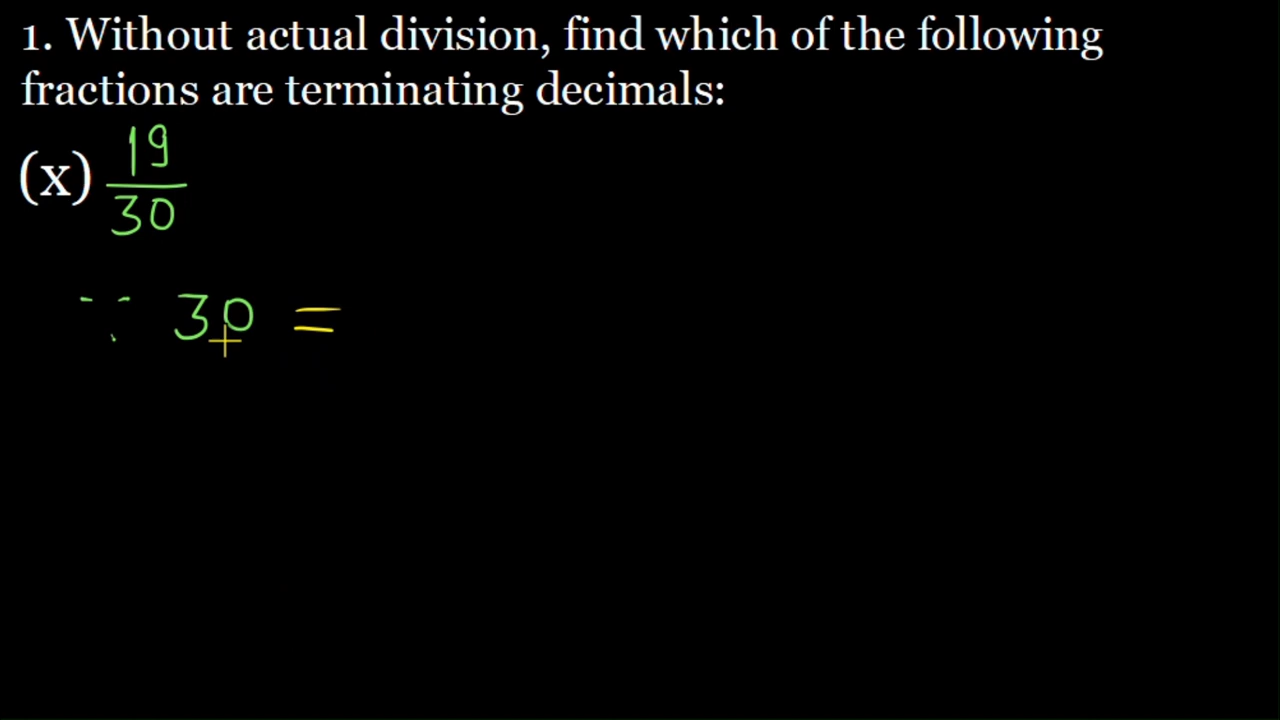 1. Without actual division, find which of the following
fractions are terminating decimals:
(x) 19/30
∵ 30 =